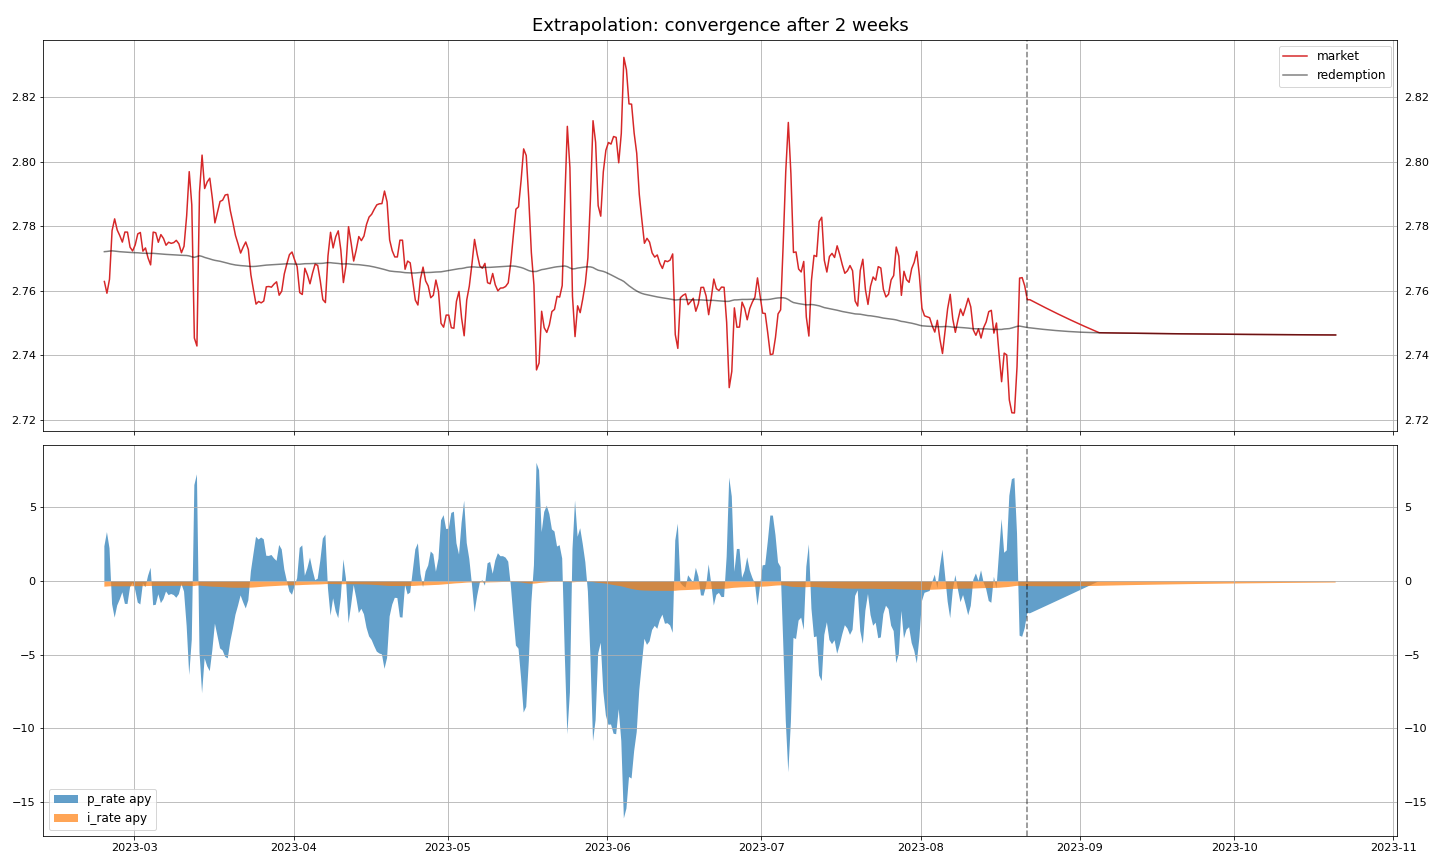 Extrapolation: convergence after 2 weeks
market
redemption
2.82 2.82
2.80 2.80
2.78 2.78
2.76 2.76
2.74 2.74
2.72 2.72
5 5
0 0
−5 −5
−10 −10
−15 −15
p_rate apy
i_rate apy
2023-03 2023-04 2023-05 2023-06 2023-07 2023-08 2023-09 2023-10 2023-11